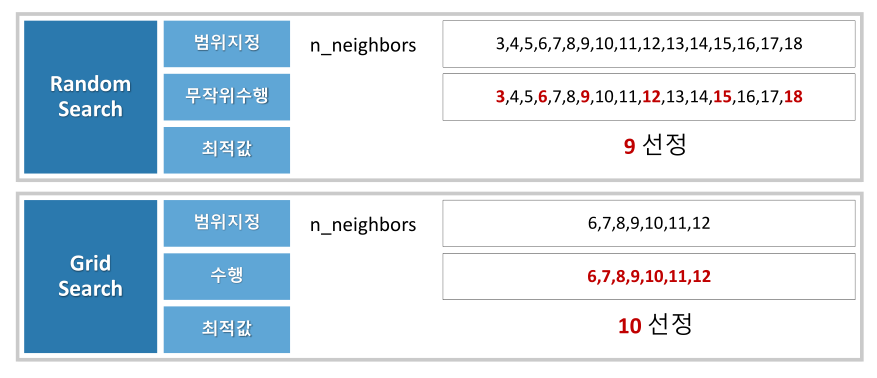 Random
Search
범위지정
n_neighbors
3,4,5,6,7,8,9,10,11,12,13,14,15,16,17,18
무작위수행
3,4,5,6,7,8,9,10,11,12,13,14,15,16,17,18
최적값
9 선정
Grid
Search
범위지정
n_neighbors
6,7,8,9,10,11,12
수행
6,7,8,9,10,11,12
최적값
10 선정